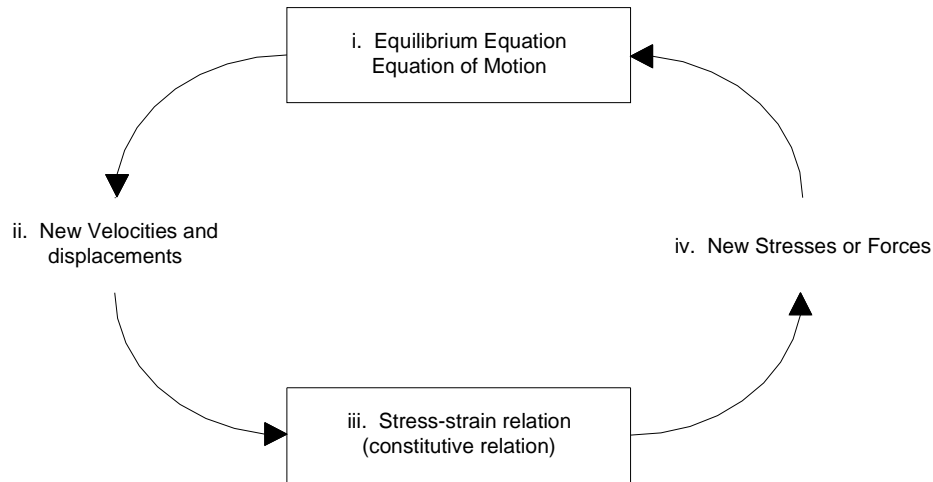 i. Equilibrium Equation
Equation of Motion
ii. New Velocities and
displacements
iii. Stress-strain relation
(constitutive relation)
iv. New Stresses or Forces